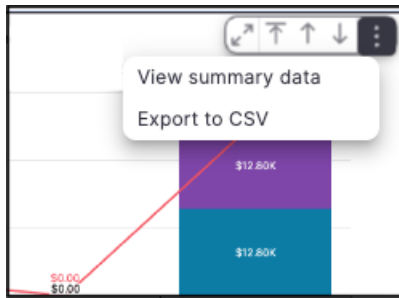 View summary data
Export to CSV
$12.80K
$12.80K
$0.00
$0.00